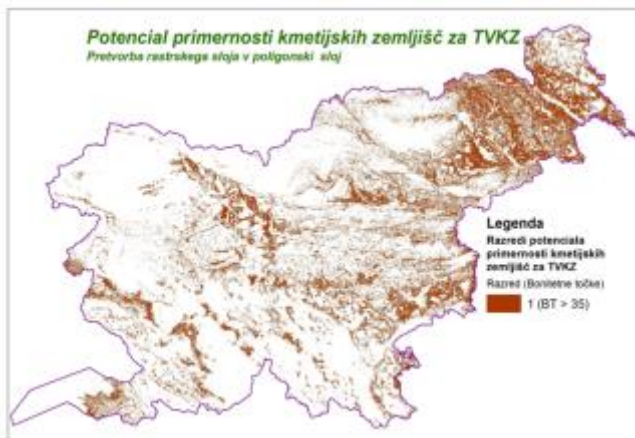 Potencial primernosti kmetijskih zemljišč za TVKZ
Pretvorba rastrskega sloja v poligonski sloj
Legenda
Razredi potenciala
primernosti kmetijskih
zemljišč za TVKZ
Razred (Bonitetne točke)
1 (BT > 35)